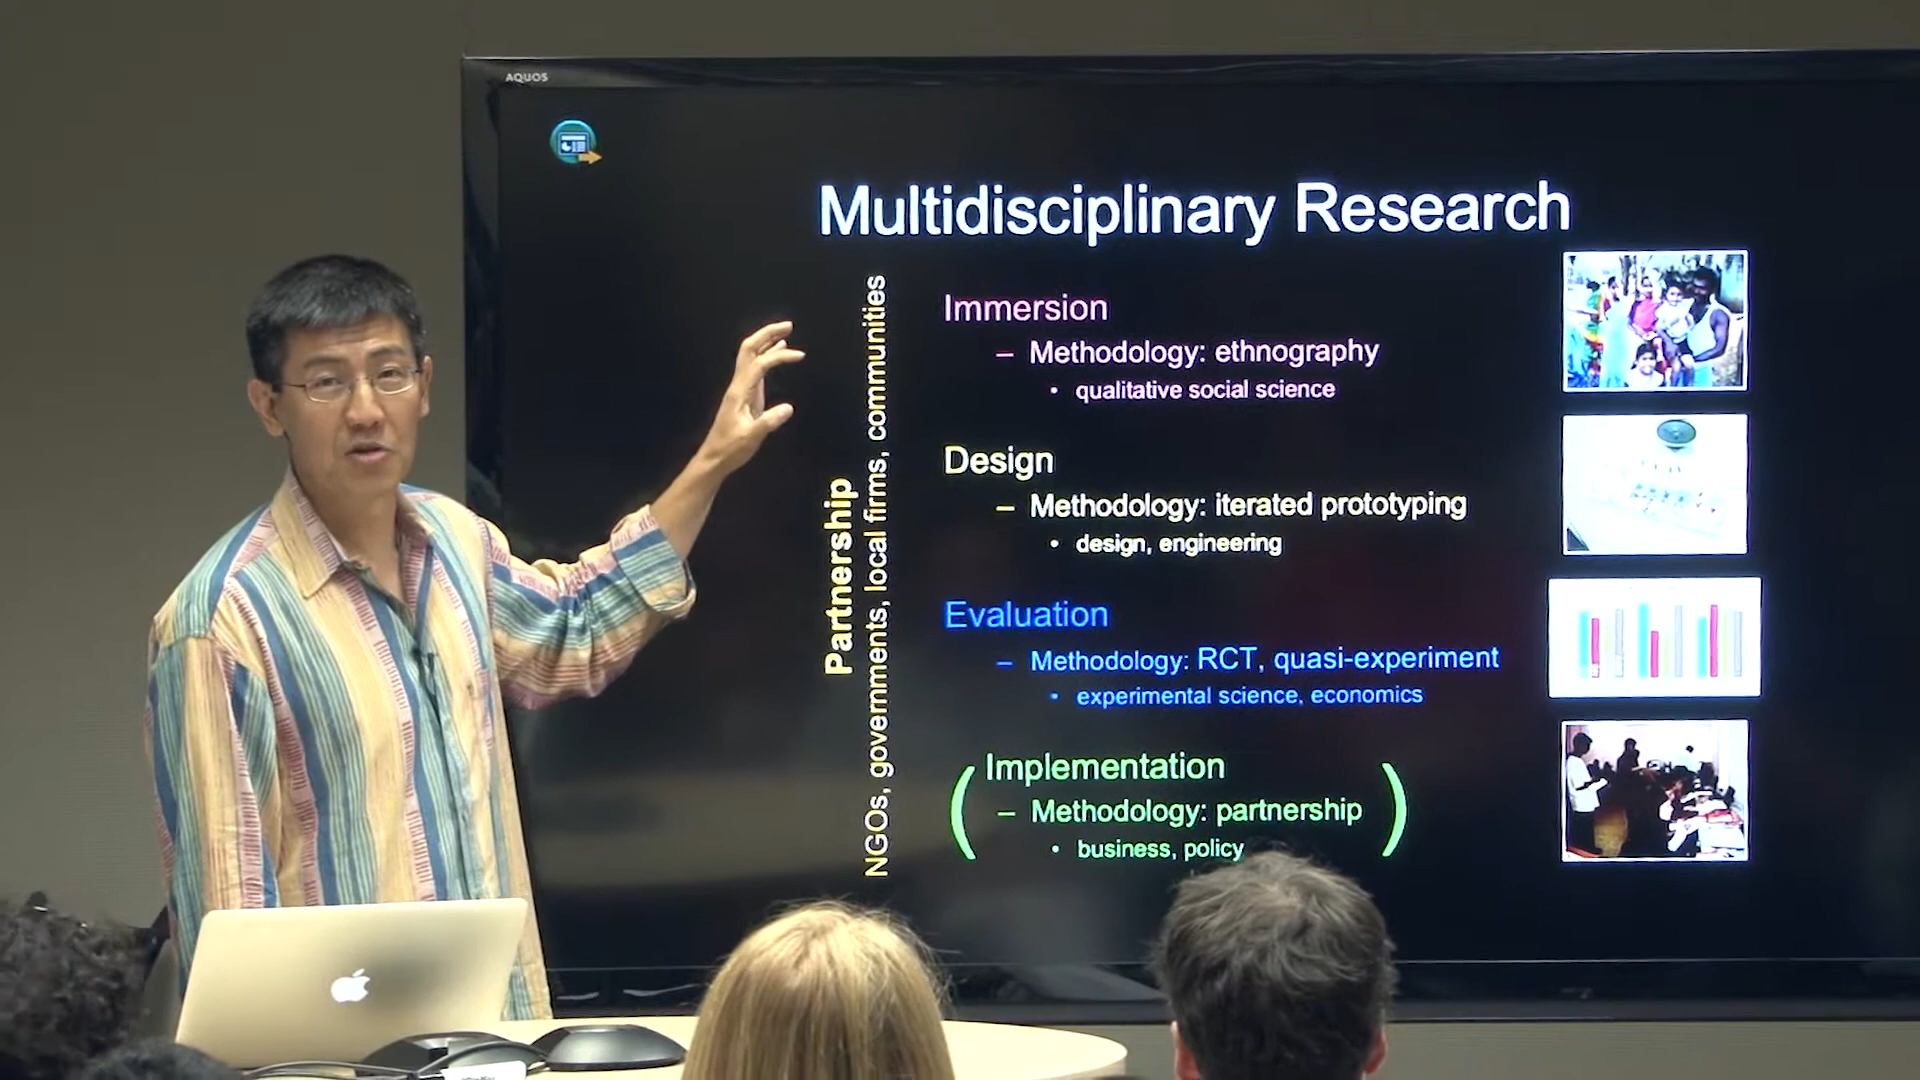 AQUOS
Multidisciplinary Research
Partnership
NGOs, governments, local firms, communities
Immersion
– Methodology: ethnography
• qualitative social science
Design
– Methodology: iterated prototyping
• design, engineering
Evaluation
– Methodology: RCT, quasi-experiment
• experimental science, economics
( Implementation
– Methodology: partnership )
• business, policy